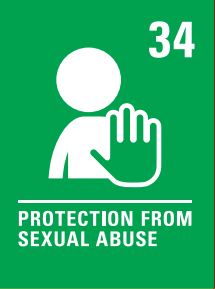 34
PROTECTION FROM
SEXUAL ABUSE